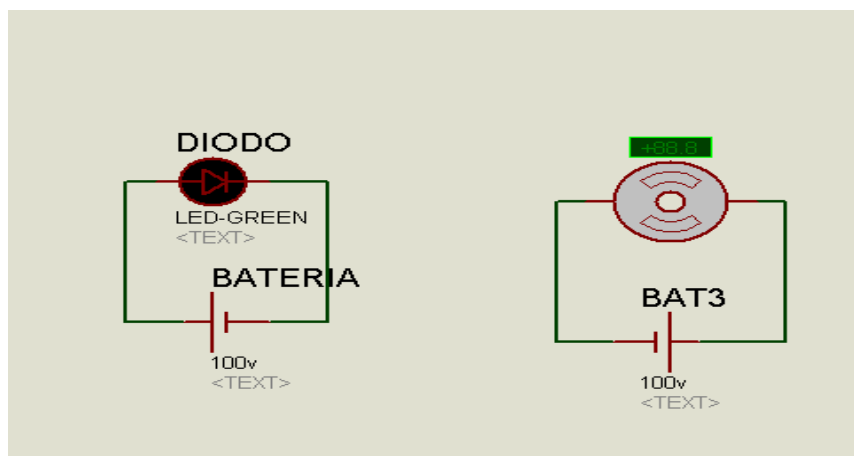 DIODO
LED-GREEN
<TEXT>
BATERIA
100v
<TEXT>
+88.8
BAT3
100v
<TEXT>